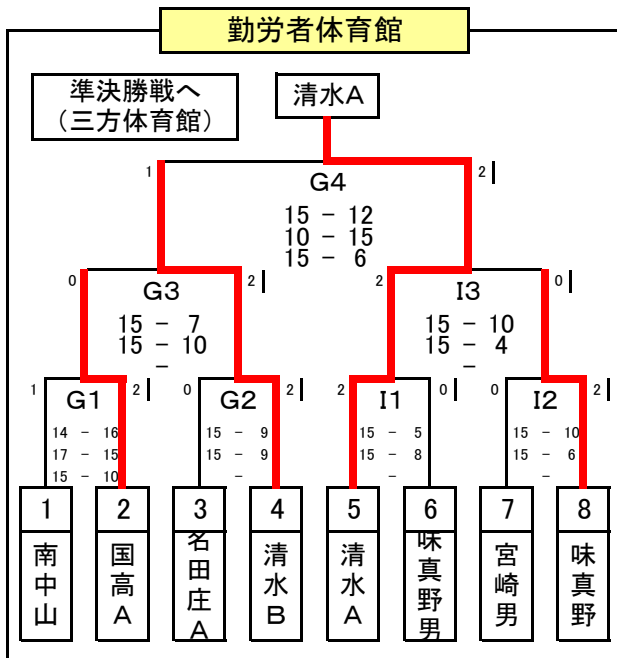 勤労者体育館
準決勝戦へ
（三方体育館）
清水Ａ
1
G4
2
15 － 12
10 － 15
15 － 6
0
G3
2
2
I3
0
15 － 7
15 － 10
－
15 － 10
15 － 4
－
1
G1
2
0
G2
2
2
I1
0
0
I2
2
14 － 16
17 － 15
15 － 10
15 － 9
15 － 9
－
15 － 5
15 － 8
－
15 － 10
15 － 6
－
1
2
3
4
5
6
7
8
南中山
国高Ａ
名田庄Ａ
清水Ｂ
清水Ａ
味真野男
宮崎男
味真野